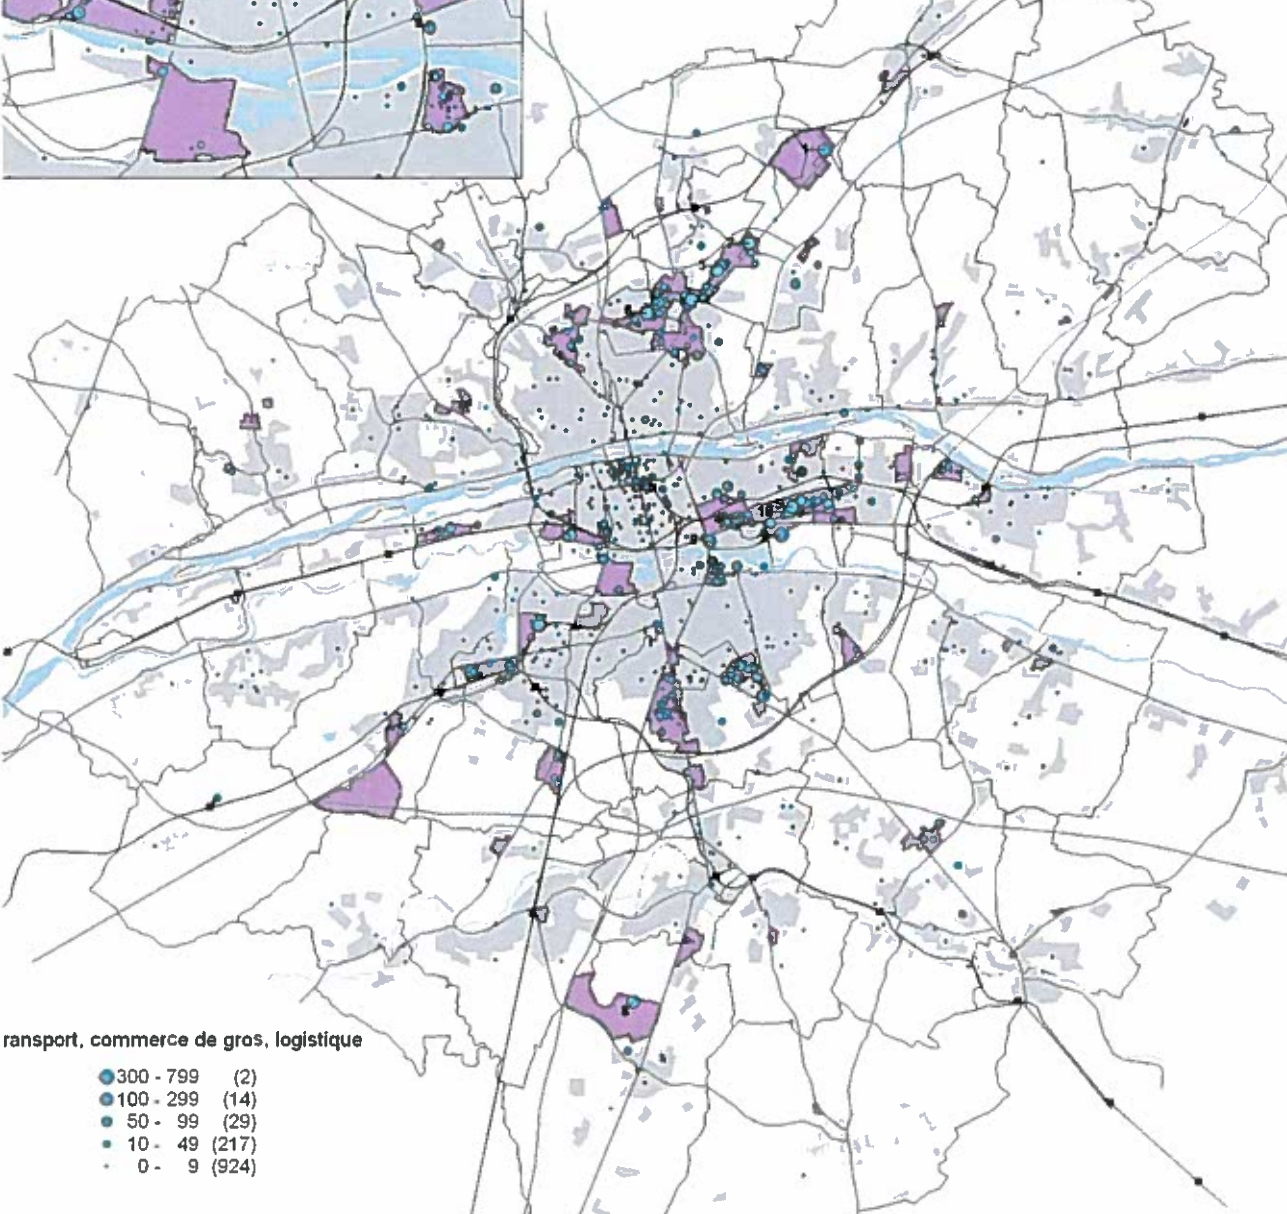 ransport, commerce de gros, logistique
300 - 799 (2)
100 - 299 (14)
50 - 99 (29)
10 - 49 (217)
0 - 9 (924)